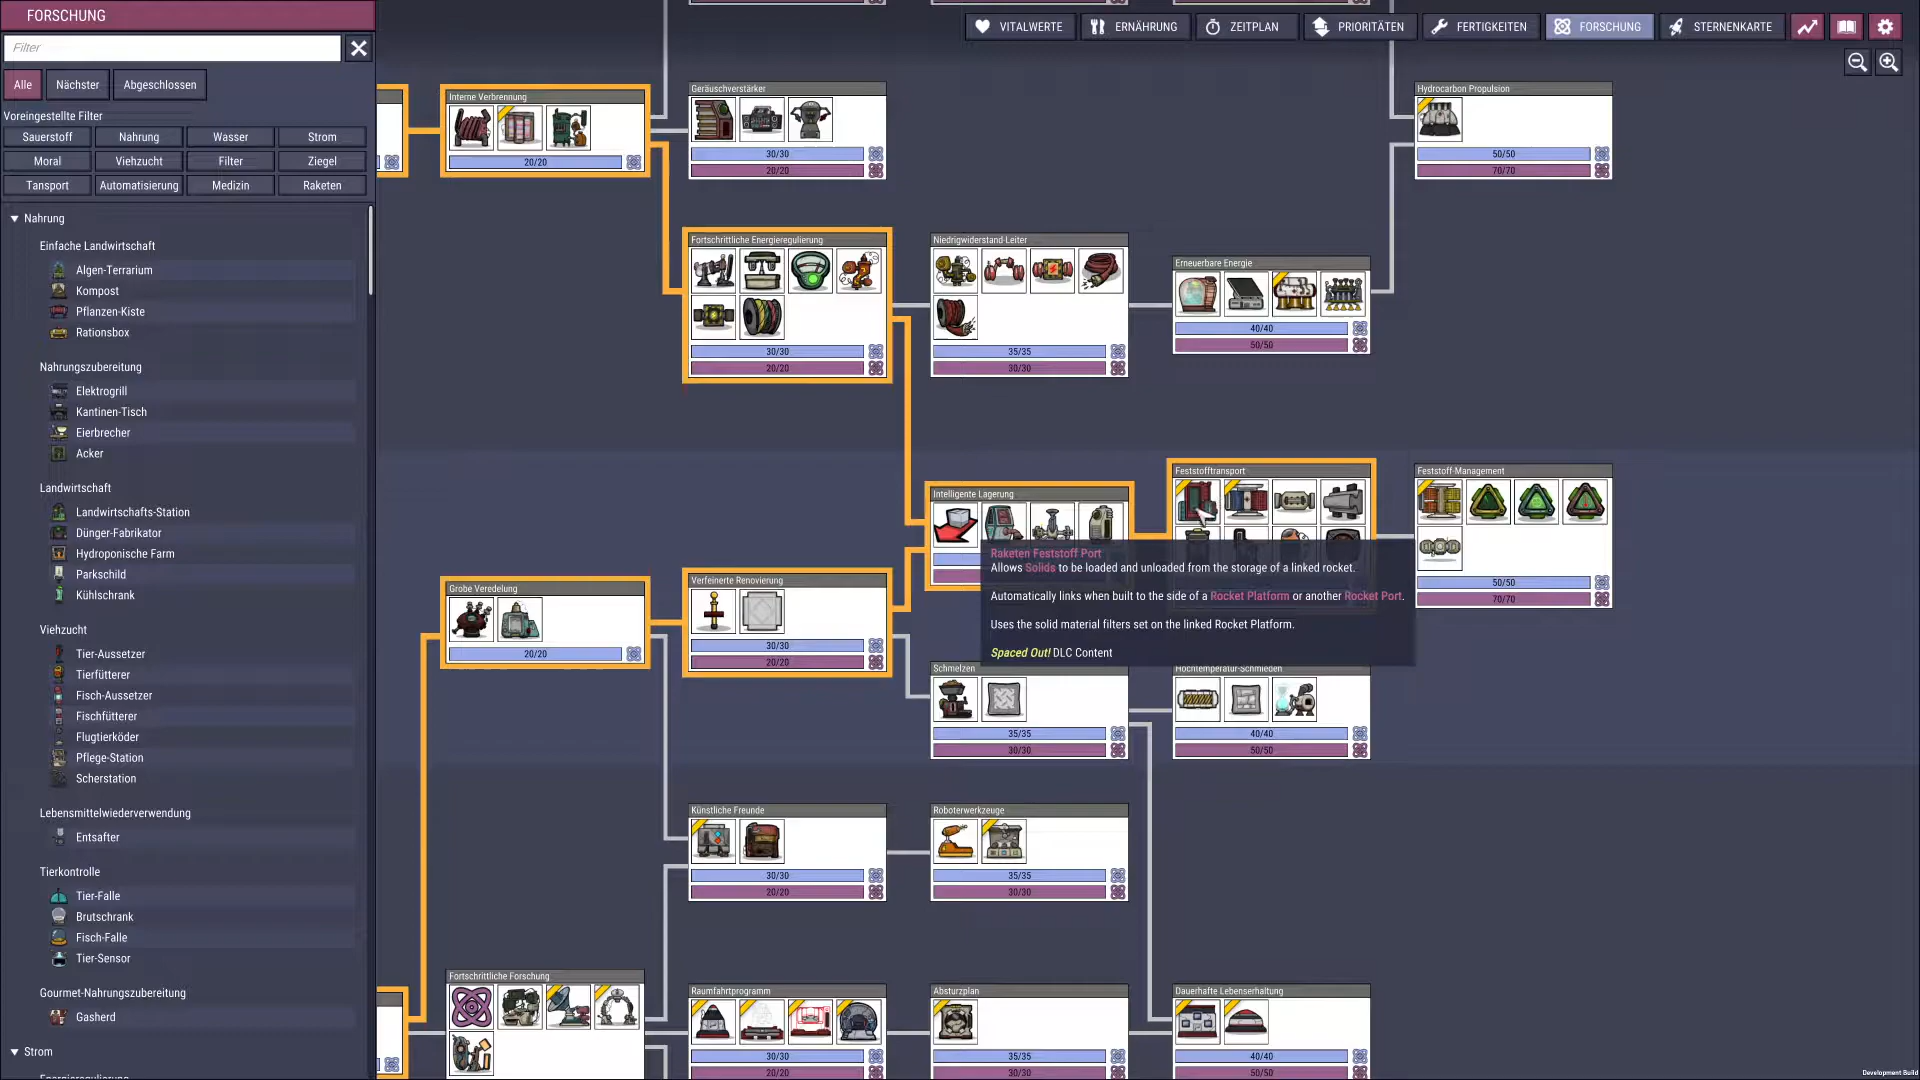 FORSCHUNG
VITALWERTE
ERNÄHRUNG
ZEITPLAN
PRIORITÄTEN
FERTIGKEITEN
FORSCHUNG
STERNENKARTE
Filter
Alle
Nächster
Abgeschlossen
Voreingestellte Filter
Sauerstoff
Nahrung
Wasser
Strom
Moral
Viehzucht
Filter
Ziegel
Tansport
Automatisierung
Medizin
Raketen
Nahrung
Einfache Landwirtschaft
Algen-Terrarium
Kompost
Pflanzen-Kiste
Rationsbox
Nahrungszubereitung
Elektrogrill
Kantinen-Tisch
Eierbrecher
Acker
Landwirtschaft
Landwirtschafts-Station
Dünger-Fabrikator
Hydroponische Farm
Parkschild
Kühlschrank
Viehzucht
Tier-Aussetzer
Tierfütterer
Fisch-Aussetzer
Fischfütterer
Flugtierköder
Pflege-Station
Scherstation
Lebensmittelwiederverwendung
Entsafter
Tierkontrolle
Tier-Falle
Brutschrank
Fisch-Falle
Tier-Sensor
Gourmet-Nahrungszubereitung
Gasherd
Strom
Interne Verbrennung
20/20
Geräuschverstärker
30/30
20/20
Hydrocarbon Propulsion
50/50
70/70
Fortschrittliche Energieregulierung
30/30
20/20
Niedrigwiderstand-Leiter
35/35
30/30
Erneuerbare Energie
40/40
50/50
Intelligente Lagerung
Feststofftransport
Feststoff-Management
50/50
70/70
Raketen Feststoff Port
Allows Solids to be loaded and unloaded from the storage of a linked rocket.
Automatically links when built to the side of a Rocket Platform or another Rocket Port.
Uses the solid material filters set on the linked Rocket Platform.
Spaced Out! DLC Content
Grobe Veredelung
20/20
Verfeinerte Renovierung
30/30
20/20
Schmelzen
35/35
30/30
Hochtemperatur-Schmieden
40/40
50/50
Künstliche Freunde
30/30
20/20
Roboterwerkzeuge
35/35
30/30
Fortschrittliche Forschung
Raumfahrtprogramm
30/30
20/20
Absturzplan
35/35
30/30
Dauerhafte Lebenserhaltung
40/40
50/50
Development Build